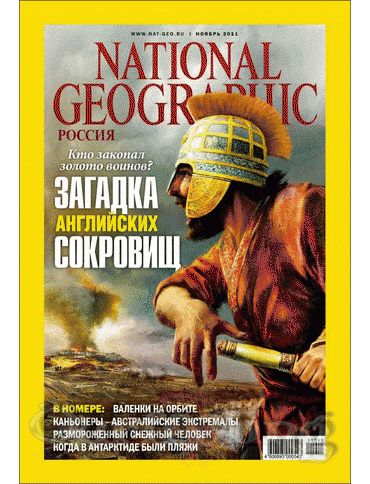 WWW.NAT-GEO.RU | НОЯБРЬ 2011
NATIONAL
GEOGRAPHIC
РОССИЯ
Кто закопал
золото воинов?
ЗАГАДКА
АНГЛИЙСКИХ
СОКРОВИЩ
В НОМЕРЕ: ВАЛЕНКИ НА ОРБИТЕ
КАНЬОНЕРЫ – АВСТРАЛИЙСКИЕ ЭКСТРЕМАЛЫ
РАЗМОРОЖЕННЫЙ СНЕЖНЫЙ ЧЕЛОВЕК
КОГДА В АНТАРКТИДЕ БЫЛИ ПЛЯЖИ